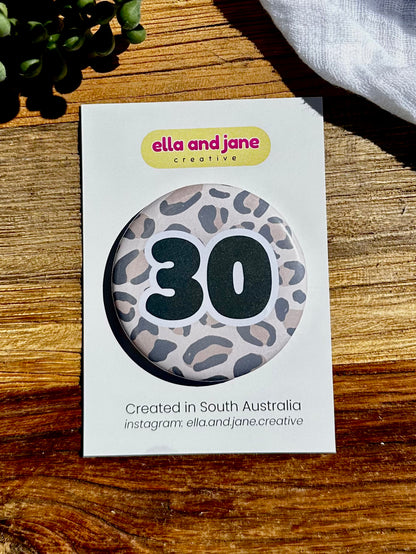 ella and jane
creative
30
Created in South Australia
instagram: ella.and.jane.creative